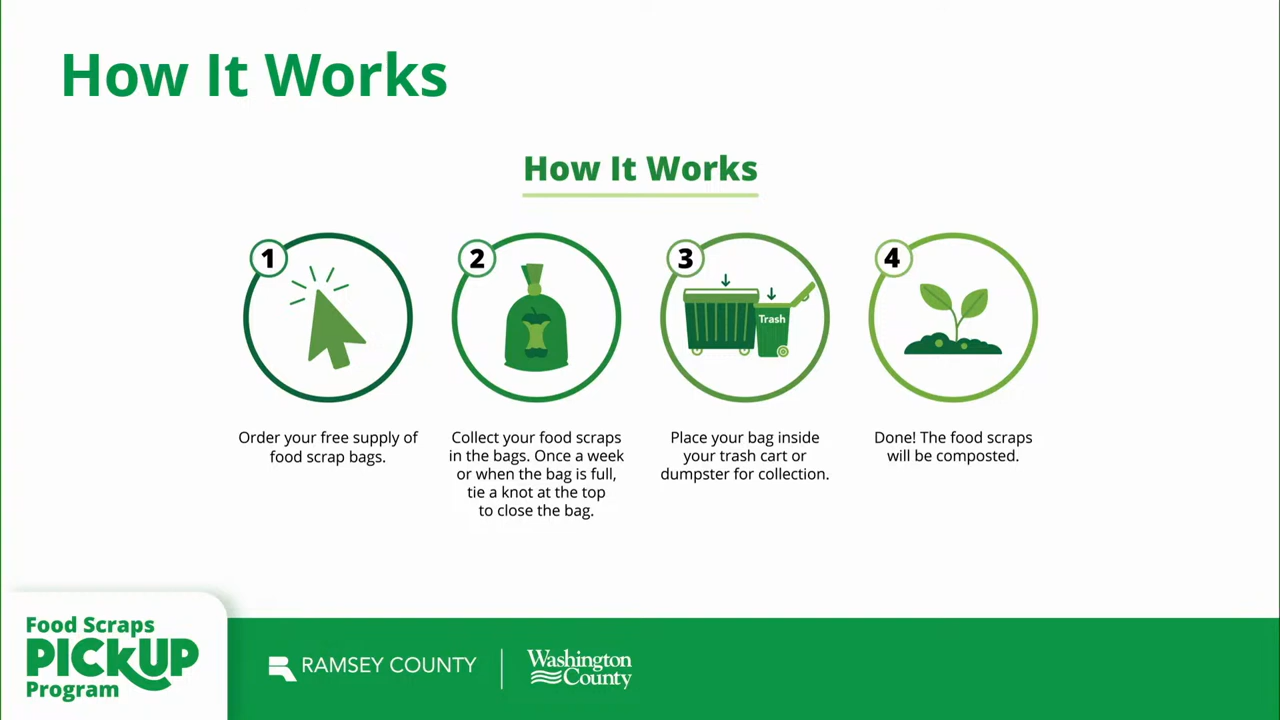 How It Works
How It Works
1
Order your free supply of
food scrap bags.
2
Collect your food scraps
in the bags. Once a week
or when the bag is full,
tie a knot at the top
to close the bag.
3
Trash
Place your bag inside
your trash cart or
dumpster for collection.
4
Done! The food scraps
will be composted.
Food Scraps
PICKUP
Program
RAMSEY COUNTY
Washington
County